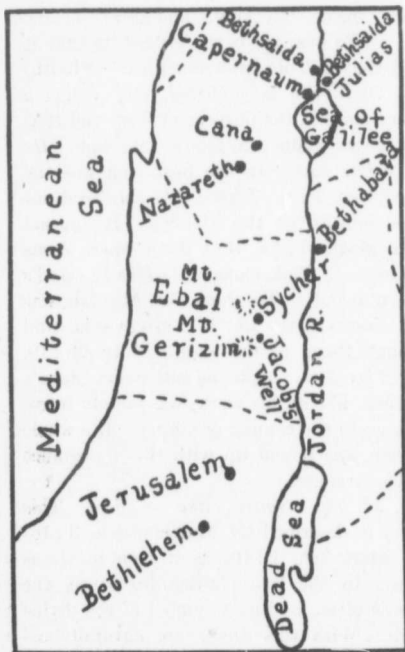 Bethsaida
Capernaum
Bethsaida
Julias
Sea of
Galilee
Cana
Nazareth
Mediterranean
Sea
Bethabara
Mt.
Ebal
Sychar
Mt.
Gerizim
Jacob's
Well
Jordan R.
Jerusalem
Bethlehem
Dead Sea